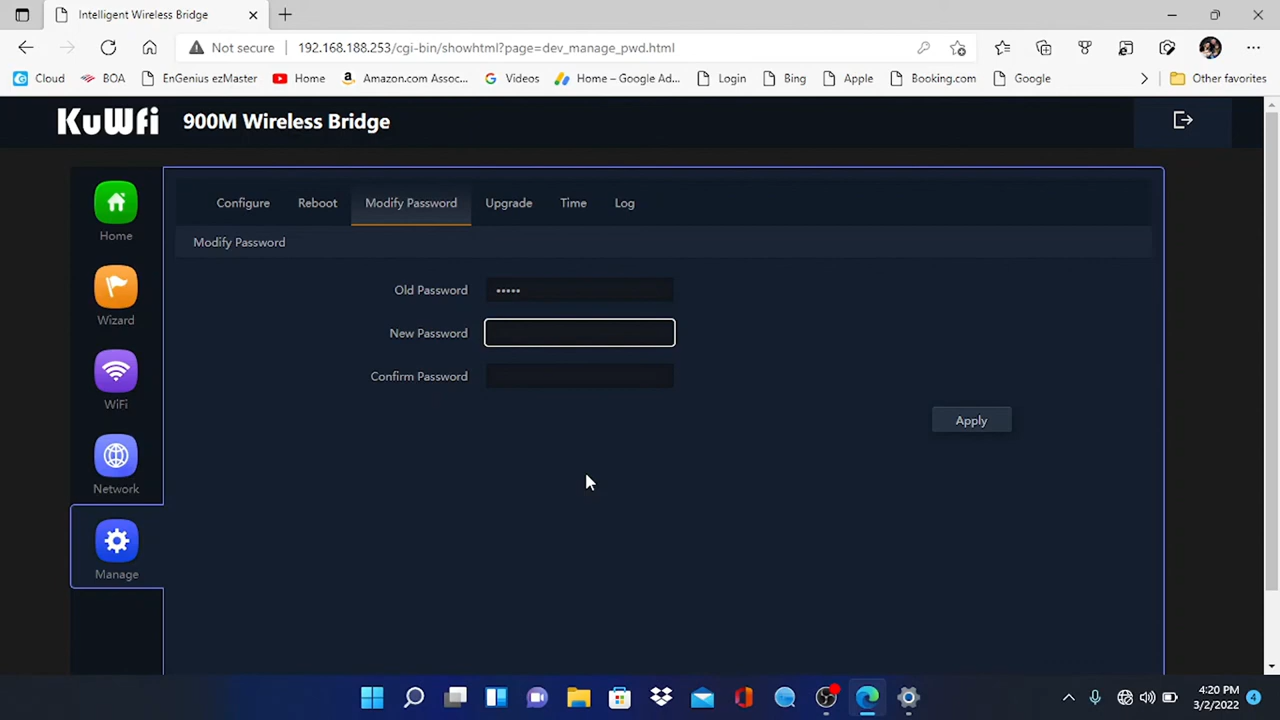 Intelligent Wireless Bridge
Not secure 192.168.188.253/cgi-bin/showhtml?page=dev_manage_pwd.html
Cloud BOA EnGenius ezMaster Home Amazon.com Assoc... Videos Home – Google Ad... Login Bing Apple Booking.com Google Other favorites
KuWfi 900M Wireless Bridge
Home
Wizard
WiFi
Network
Manage
Configure Reboot Modify Password Upgrade Time Log
Modify Password
Old Password •••••
New Password
Confirm Password
Apply
4:20 PM
3/2/2022 4